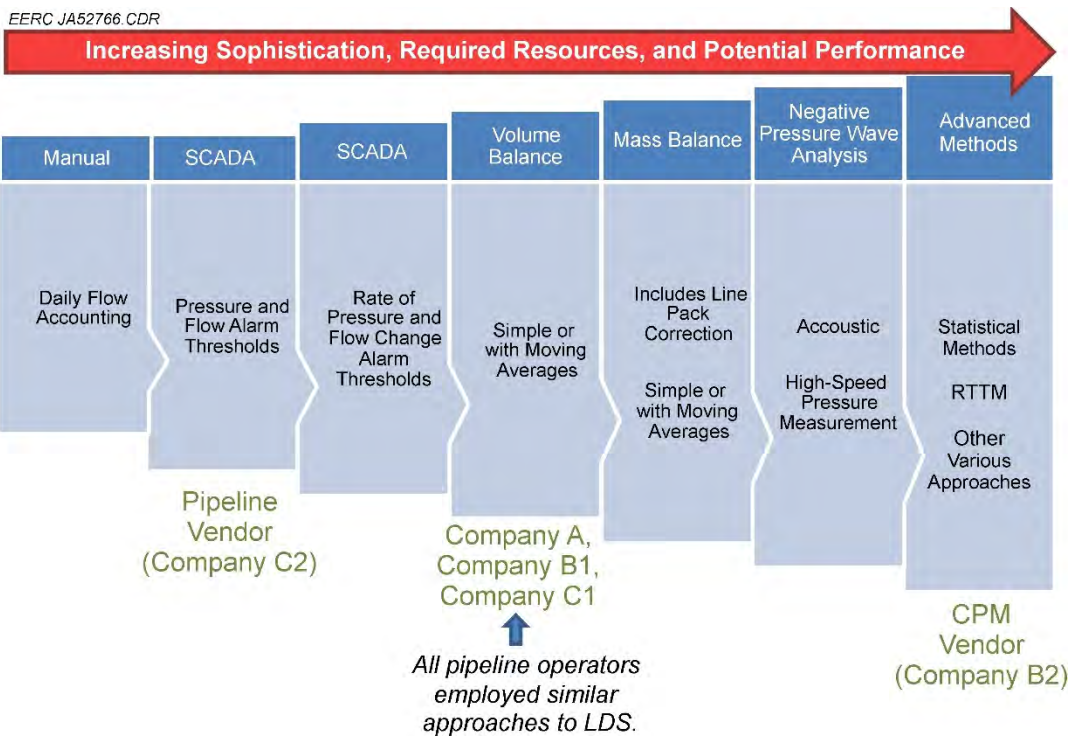 EERC JA52766.CDR
Increasing Sophistication, Required Resources, and Potential Performance
Manual
Daily Flow
Accounting
SCADA
Pressure and
Flow Alarm
Thresholds
Pipeline
Vendor
(Company C2)
SCADA
Rate of
Pressure and
Flow Change
Alarm
Thresholds
Volume
Balance
Simple or
with Moving
Averages
Company A,
Company B1,
Company C1
All pipeline operators
employed similar
approaches to LDS.
Mass Balance
Includes Line
Pack
Correction
Simple or
with Moving
Averages
Negative
Pressure Wave
Analysis
Accoustic
High-Speed
Pressure
Measurement
Advanced
Methods
Statistical
Methods
RTTM
Other
Various
Approaches
CPM
Vendor
(Company B2)